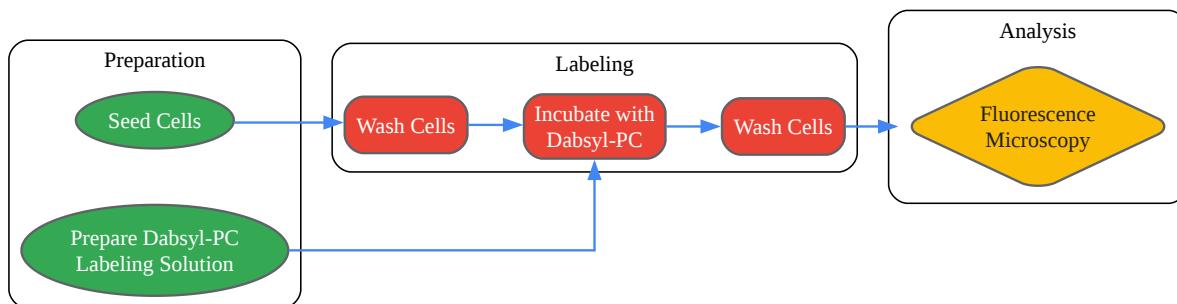 Preparation
Seed Cells
Prepare Dabsyl-PC
Labeling Solution
Labeling
Wash Cells
Incubate with
Dabsyl-PC
Wash Cells
Analysis
Fluorescence
Microscopy